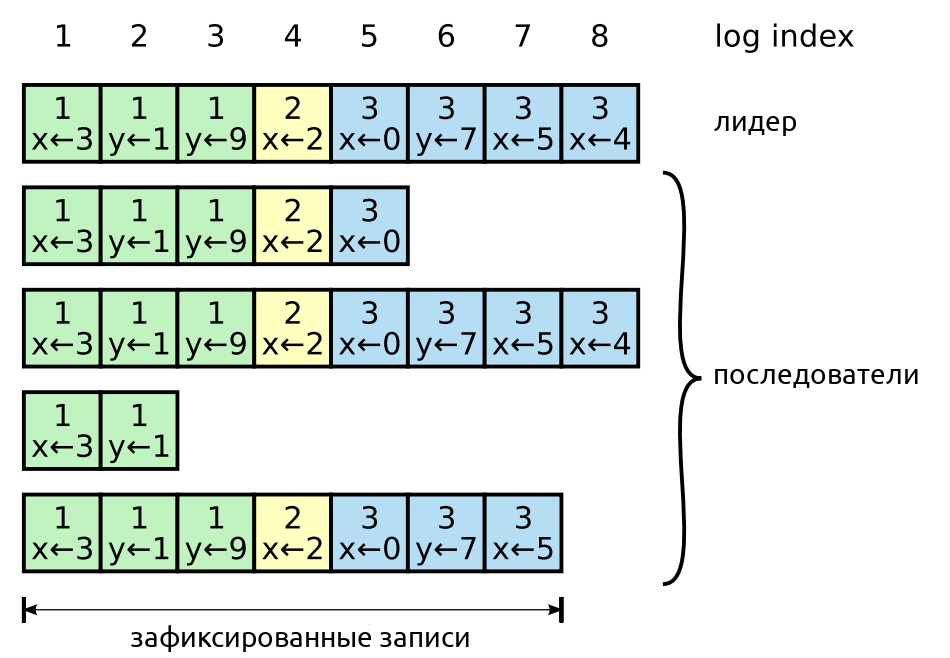 1 2 3 4 5 6 7 8 log index
1 1 1 2 3 3 3 3
x←3 y←1 y←9 x←2 x←0 y←7 x←5 x←4
лидер
1 1 1 2 3
x←3 y←1 y←9 x←2 x←0
1 1 1 2 3 3 3 3
x←3 y←1 y←9 x←2 x←0 y←7 x←5 x←4
последователи
1 1
x←3 y←1
1 1 1 2 3 3 3
x←3 y←1 y←9 x←2 x←0 y←7 x←5
зафиксированные записи